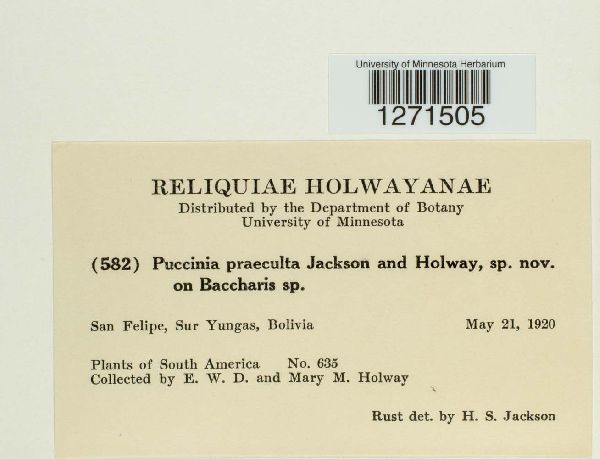 University of Minnesota Herbarium
1271505
RELIQUIAE HOLWAYANAE
Distributed by the Department of Botany
University of Minnesota
(582) Puccinia praeculta Jackson and Holway, sp. nov.
on Baccharis sp.
San Felipe, Sur Yungas, Bolivia May 21, 1920
Plants of South America No. 635
Collected by E. W. D. and Mary M. Holway
Rust det. by H. S. Jackson